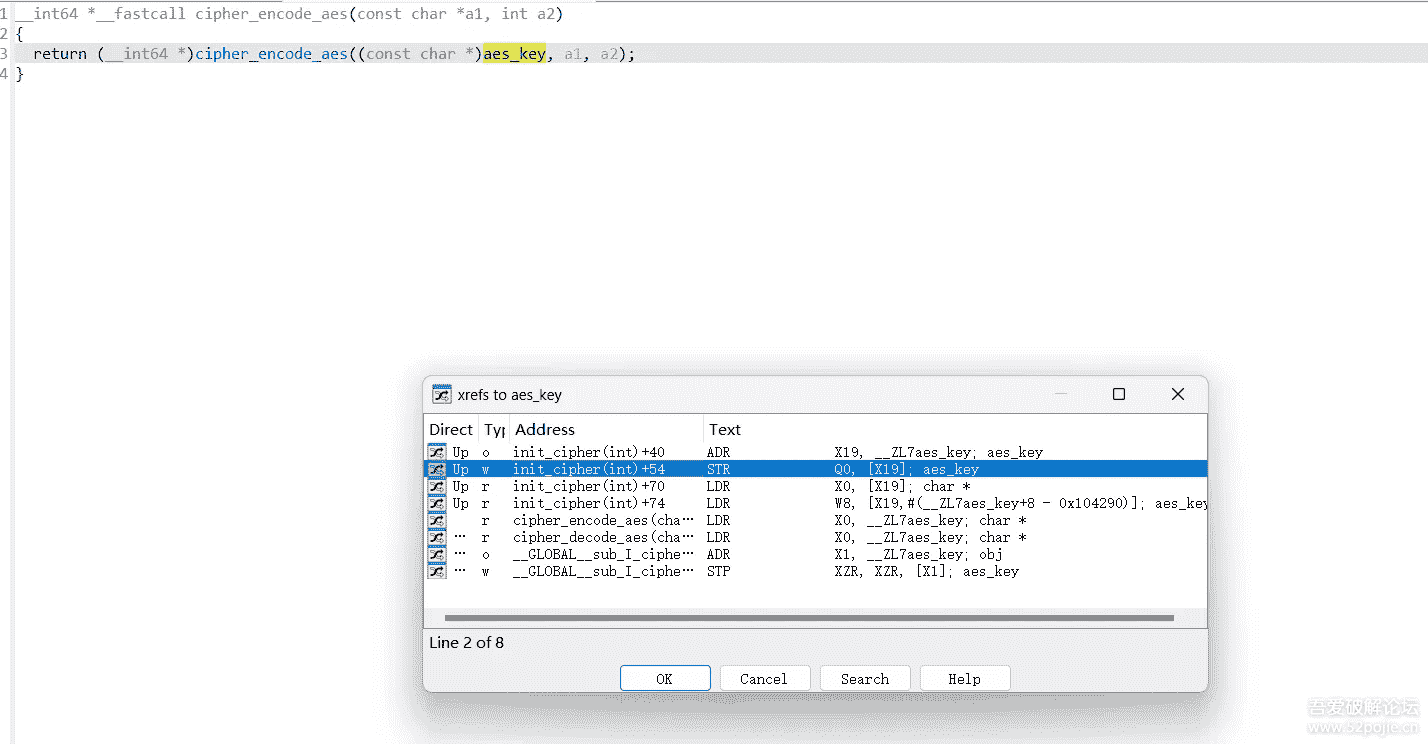 1 __int64 *__fastcall cipher_encode_aes(const char *a1, int a2)
2 {
3 return (__int64 *)cipher_encode_aes((const char *)aes_key, a1, a2);
4 }
xrefs to aes_key
Direct Typ Address Text
Up o init_cipher(int)+40 ADR X19, __ZL7aes_key; aes_key
Up w init_cipher(int)+54 STR Q0, [X19]; aes_key
Up r init_cipher(int)+70 LDR X0, [X19]; char *
Up r init_cipher(int)+74 LDR W8, [X19,#(__ZL7aes_key+8 - 0x104290)]; aes_key
r cipher_encode_aes(cha… LDR X0, __ZL7aes_key; char *
… r cipher_decode_aes(cha… LDR X0, __ZL7aes_key; char *
… o __GLOBAL__sub_I_ciphe… ADR X1, __ZL7aes_key; obj
… w __GLOBAL__sub_I_ciphe… STP XZR, XZR, [X1]; aes_key
Line 2 of 8
OK Cancel Search Help
吾爱破解论坛
www.52pojie.cn